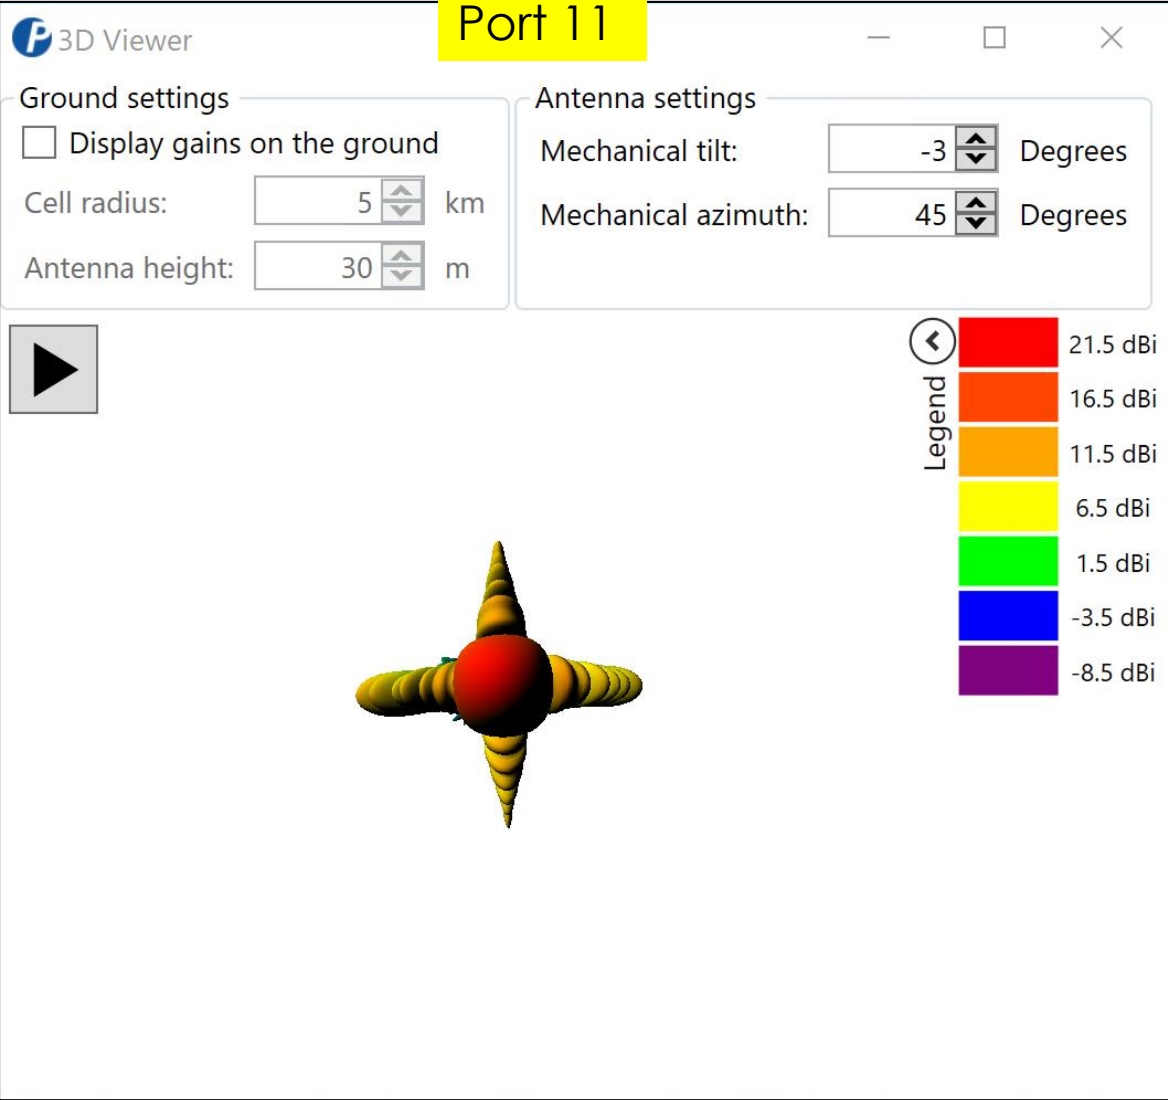 Port 11
3D Viewer
Ground settings
Display gains on the ground
Cell radius: 5 km
Antenna height: 30 m
Antenna settings
Mechanical tilt: -3 Degrees
Mechanical azimuth: 45 Degrees
Legend
21.5 dBi
16.5 dBi
11.5 dBi
6.5 dBi
1.5 dBi
-3.5 dBi
-8.5 dBi